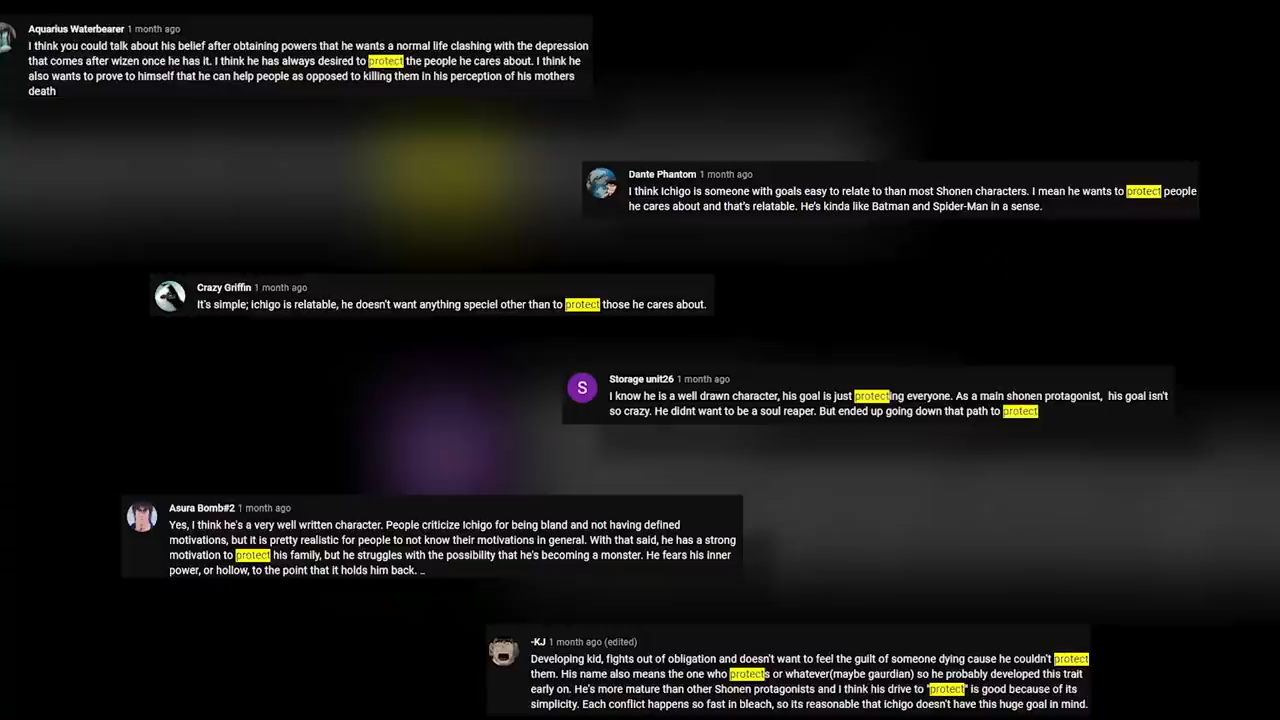 Aquarius Waterbearer 1 month ago
I think you could talk about his belief after obtaining powers that he wants a normal life clashing with the depression
that comes after wizen once he has it. I think he has always desired to protect the people he cares about. I think he
also wants to prove to himself that he can help people as opposed to killing them in his perception of his mothers
death
Dante Phantom 1 month ago
I think Ichigo is someone with goals easy to relate to than most Shonen characters. I mean he wants to protect people
he cares about and that's relatable. He's kinda like Batman and Spider-Man in a sense.
Crazy Griffin 1 month ago
It's simple; ichigo is relatable, he doesn't want anything speciel other than to protect those he cares about.
S
Storage unit26 1 month ago
I know he is a well drawn character, his goal is just protecting everyone. As a main shonen protagonist, his goal isn't
so crazy. He didnt want to be a soul reaper. But ended up going down that path to protect
Asura Bomb#2 1 month ago
Yes, I think he's a very well written character. People criticize Ichigo for being bland and not having defined
motivations, but it is pretty realistic for people to not know their motivations in general. With that said, he has a strong
motivation to protect his family, but he struggles with the possibility that he's becoming a monster. He fears his inner
power, or hollow, to the point that it holds him back. _
-KJ 1 month ago (edited)
Developing kid, fights out of obligation and doesn't want to feel the guilt of someone dying cause he couldn't protect
them. His name also means the one who protects or whatever(maybe gaurdian) so he probably developed this trait
early on. He's more mature than other Shonen protagonists and I think his drive to "protect" is good because of its
simplicity. Each conflict happens so fast in bleach, so its reasonable that ichigo doesn't have this huge goal in mind.